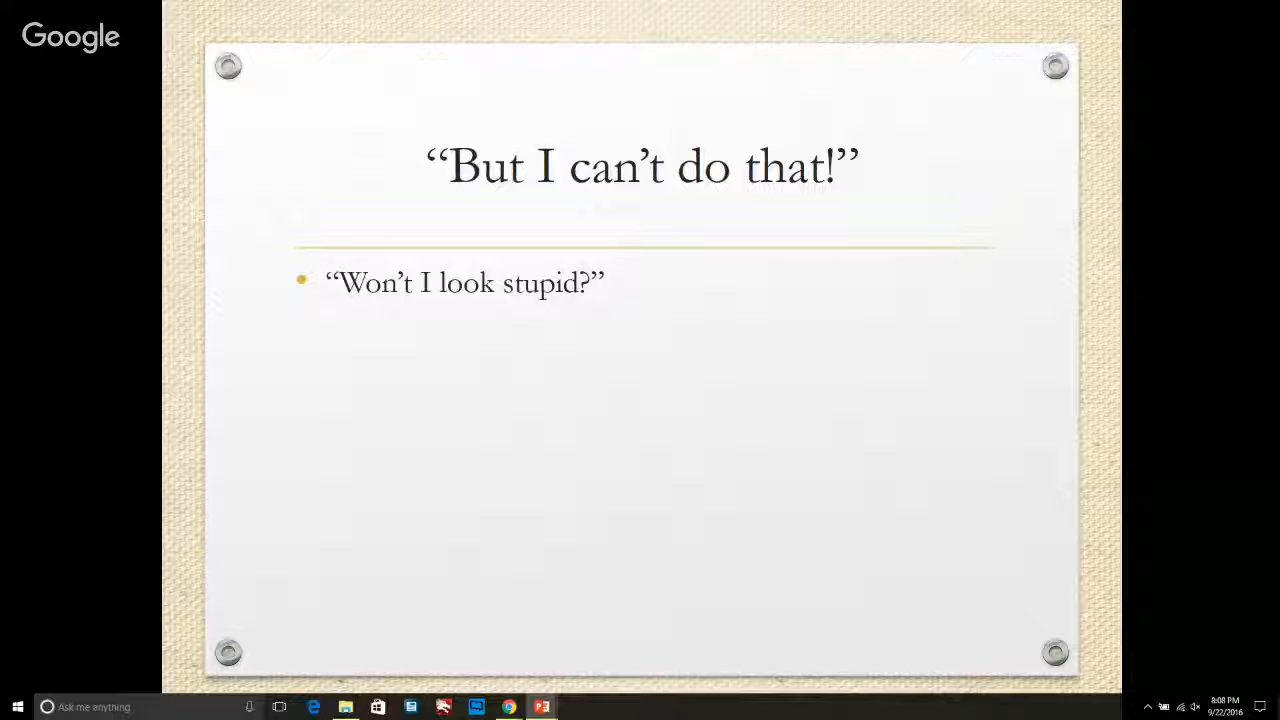 Google
“But I can’t do that!”
“Won’t I look stupid?”
Ask me anything
8:08 PM
9/22/2016